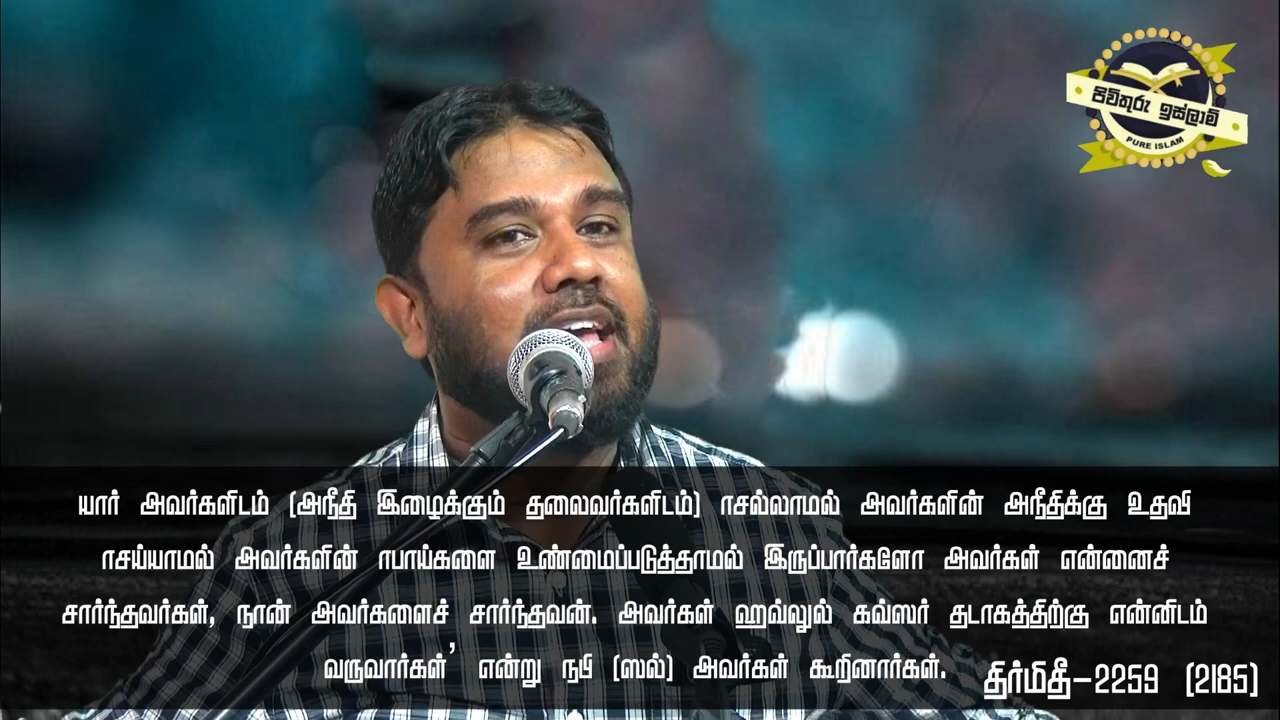 பிவிதுரு இஸ்லாம்
PURE ISLAM
யார் அவர்களிடம் (அநீதி இழைக்கும் தலைவர்களிடம்) செல்லாமல் அவர்களின் அநீதிக்கு உதவி
செய்யாமல் அவர்களின் பொய்களை உண்மைப்படுத்தாமல் இருப்பார்களோ அவர்கள் என்னைச்
சார்ந்தவர்கள், நான் அவர்களைச் சார்ந்தவன். அவர்கள் ஹவ்லுல் கவ்ஸர் தடாகத்திற்கு என்னிடம்
வருவார்கள்’ என்று நபி (ஸல்) அவர்கள் கூறினார்கள்.
திர்மிதீ-2259 (2185)